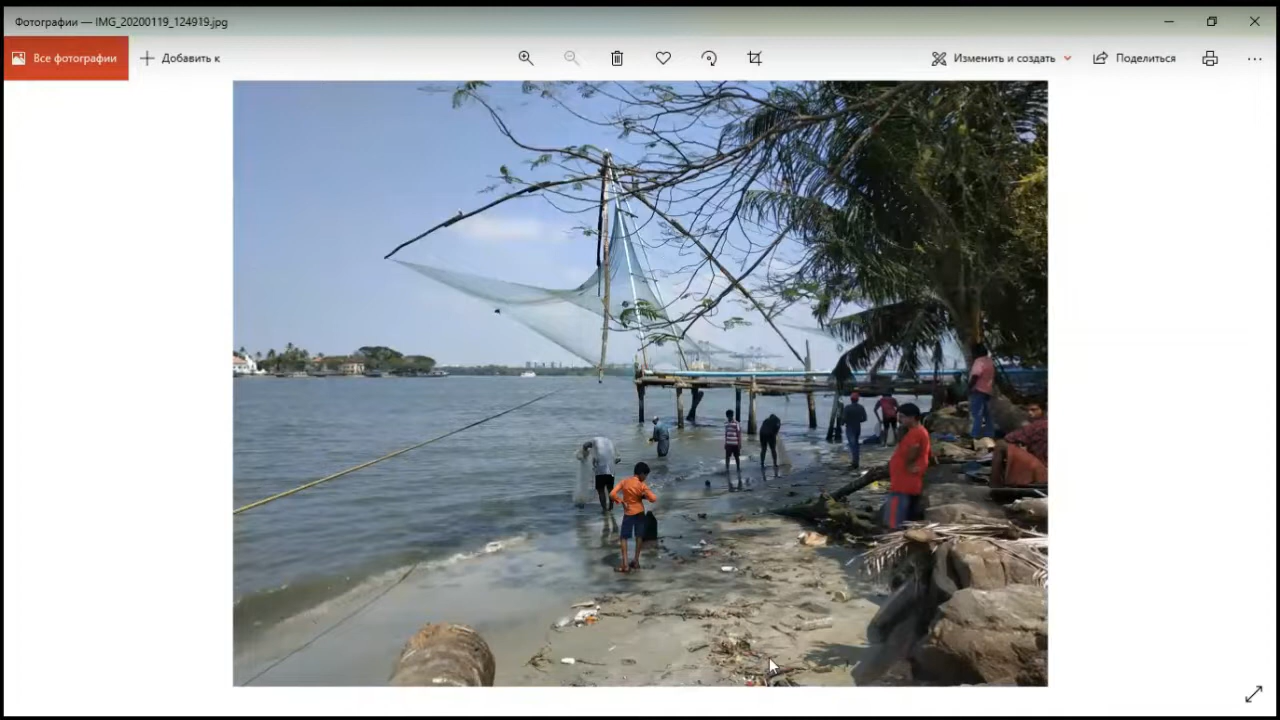 Фотографии — IMG_20200119_124919.jpg
Все фотографии
Добавить к
Изменить и создать
Поделиться